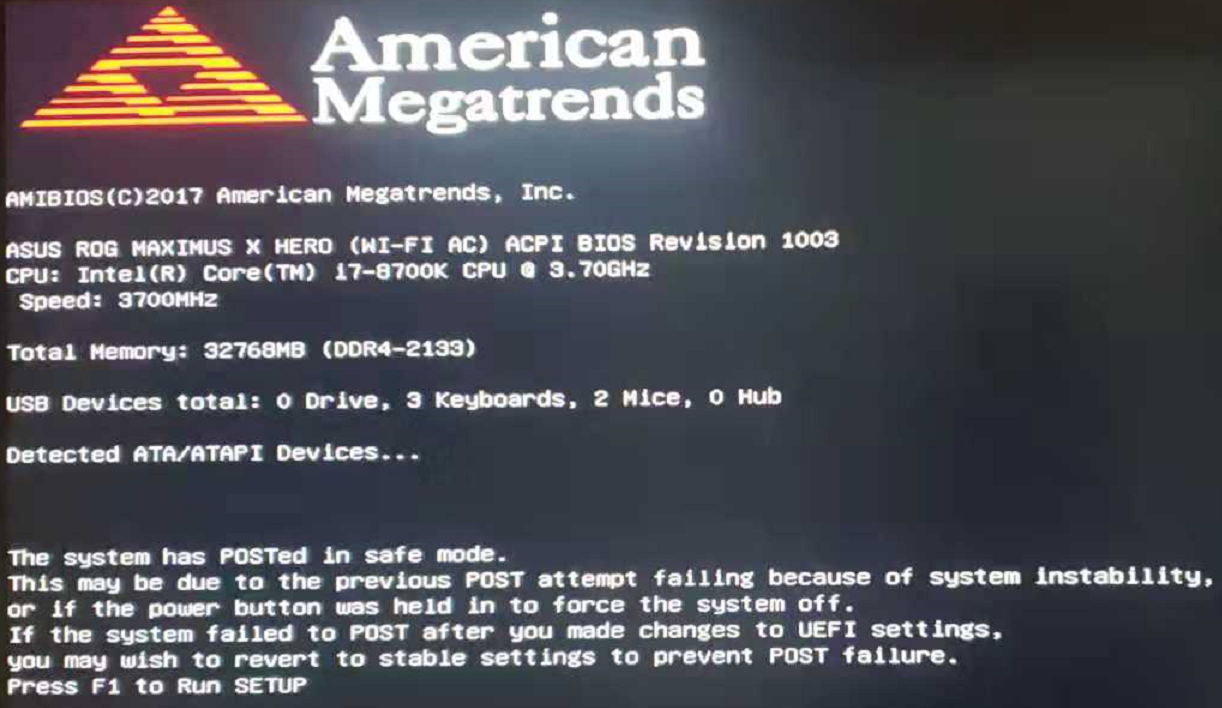 American
Megatrends
AMIBIOS(C)2017 American Megatrends, Inc.
ASUS ROG MAXIMUS X HERO (WI-FI AC) ACPI BIOS Revision 1003
CPU: Intel(R) Core(TM) i7-8700K CPU @ 3.70GHz
Speed: 3700MHz
Total Memory: 32768MB (DDR4-2133)
USB Devices total: 0 Drive, 3 Keyboards, 2 Mice, 0 Hub
Detected ATA/ATAPI Devices...
The system has POSTed in safe mode.
This may be due to the previous POST attempt failing because of system instability,
or if the power button was held in to force the system off.
If the system failed to POST after you made changes to UEFI settings,
you may wish to revert to stable settings to prevent POST failure.
Press F1 to Run SETUP